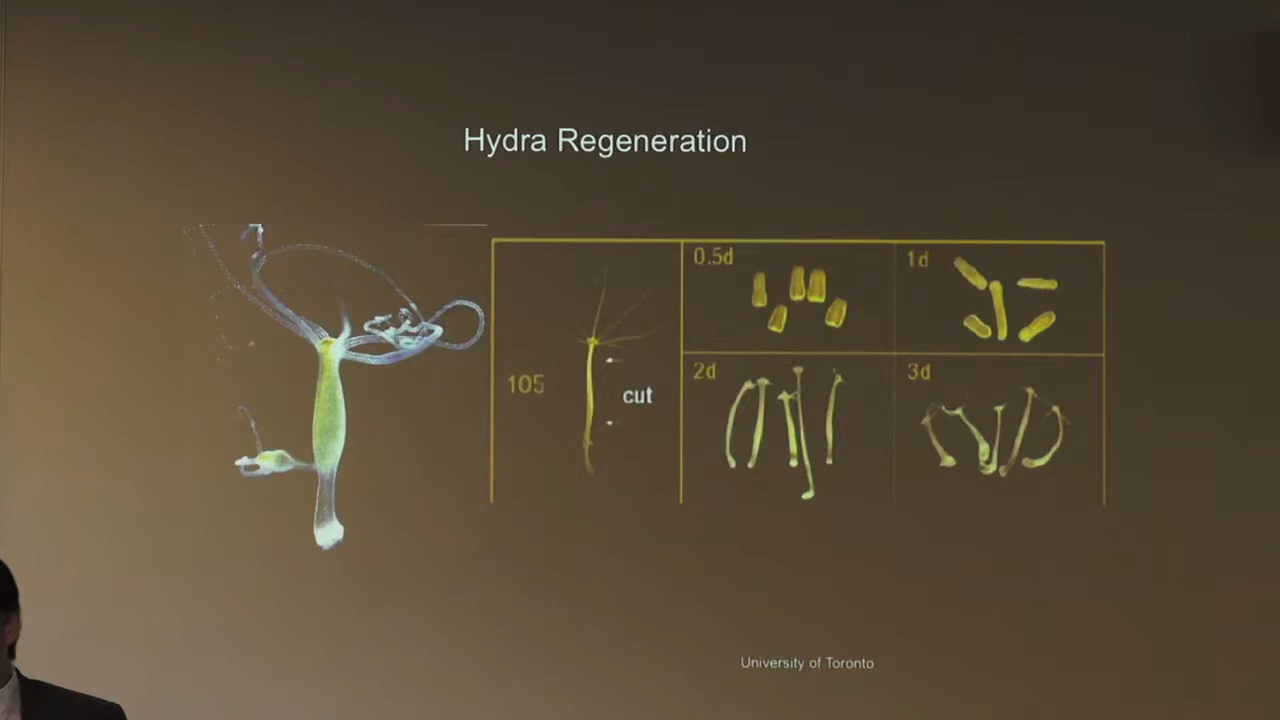 Hydra Regeneration
0.5d
1d
105
cut
2d
3d
University of Toronto